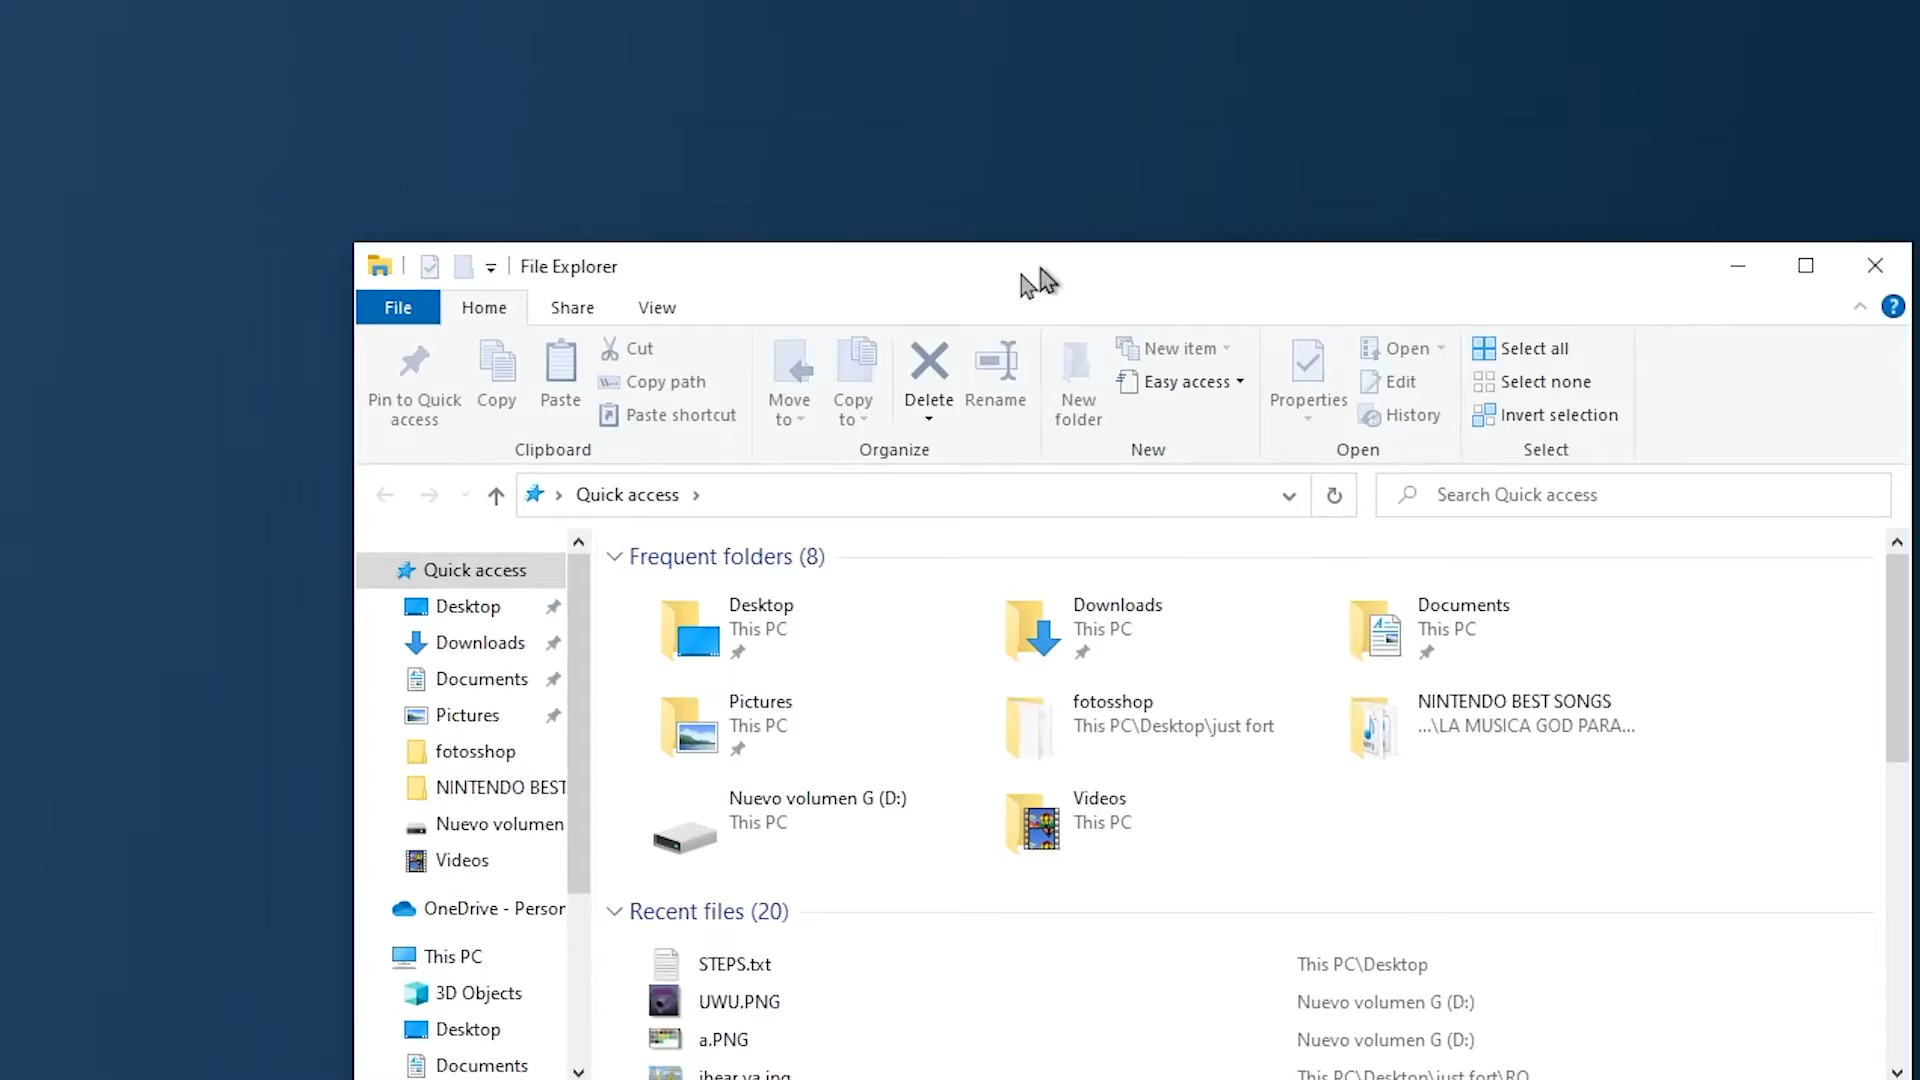 File Explorer
File Home Share View
Pin to Quick access
Copy
Paste
Cut
Copy path
Paste shortcut
Clipboard
Move to
Copy to
Delete
Rename
Organize
New folder
New item
Easy access
New
Properties
Open
Edit
History
Open
Select all
Select none
Invert selection
Select
Quick access
Search Quick access
Quick access
Desktop
Downloads
Documents
Pictures
fotosshop
NINTENDO BEST
Nuevo volumen
Videos
OneDrive - Person
This PC
3D Objects
Desktop
Documents
Frequent folders (8)
Desktop
This PC
Downloads
This PC
Documents
This PC
Pictures
This PC
fotosshop
This PC\Desktop\just fort
NINTENDO BEST SONGS
...\LA MUSICA GOD PARA...
Nuevo volumen G (D:)
This PC
Videos
This PC
Recent files (20)
STEPS.txt This PC\Desktop
UWU.PNG Nuevo volumen G (D:)
a.PNG Nuevo volumen G (D:)